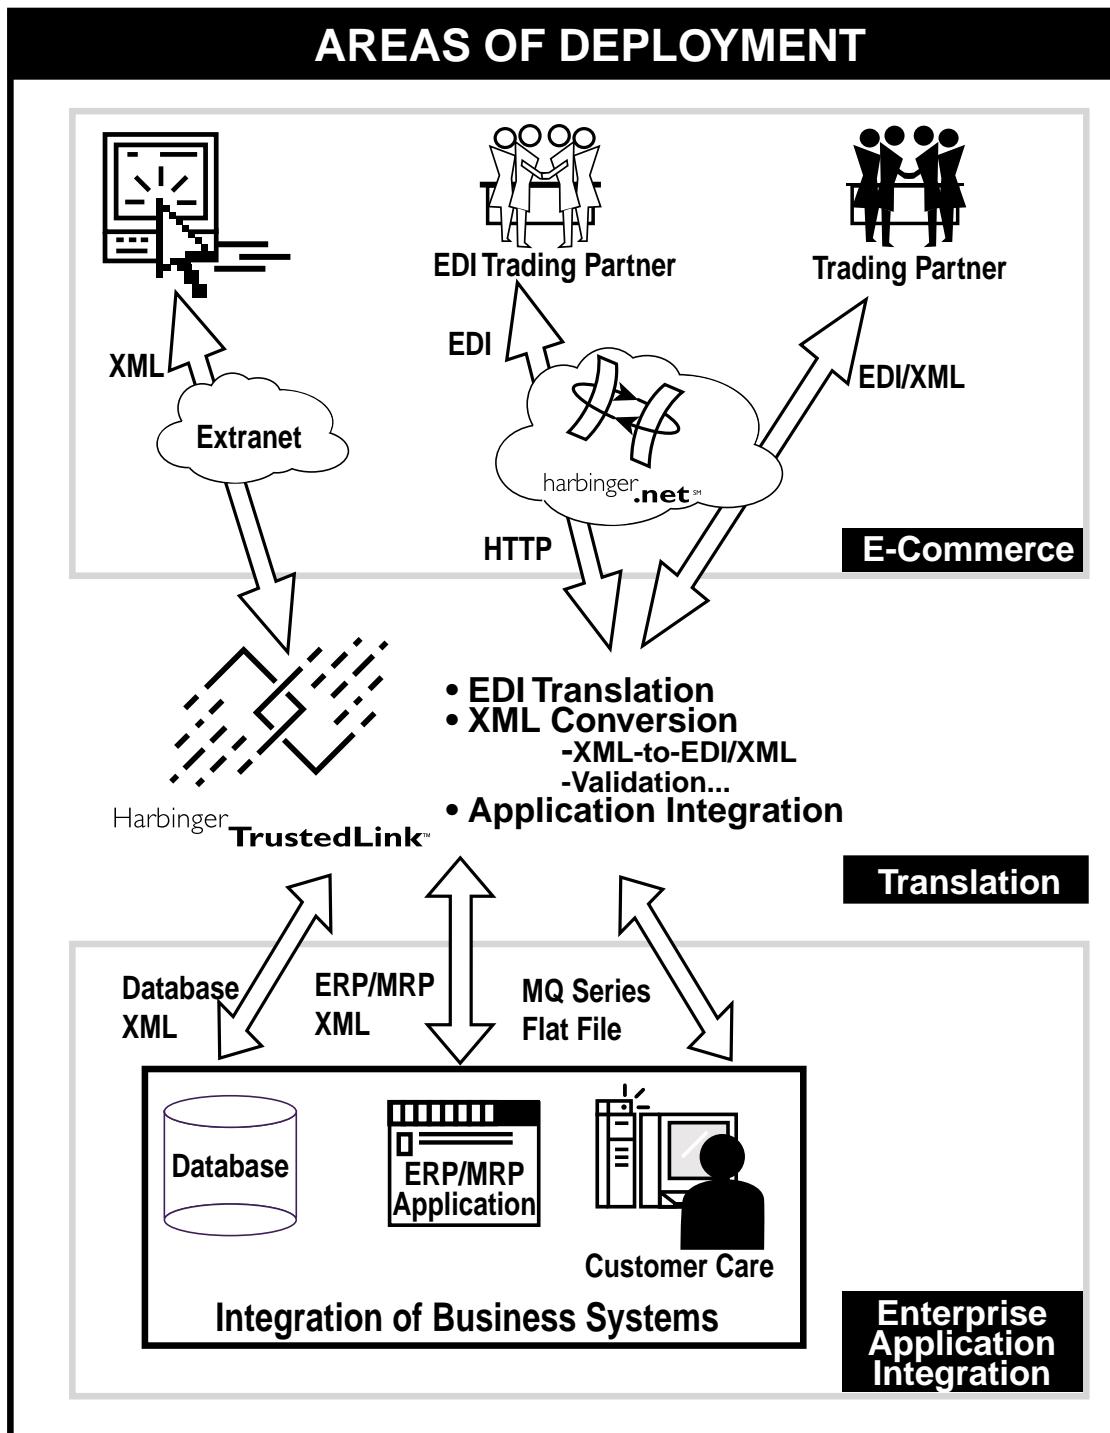 AREAS OF DEPLOYMENT
EDI Trading Partner
Trading Partner
XML
EDI
EDI/XML
Extranet
harbinger
.net SM
HTTP
E-Commerce
• EDI Translation
• XML Conversion
-XML-to-EDI/XML
-Validation...
• Application Integration
Harbinger
TrustedLink™
Translation
Database
XML
ERP/MRP
XML
MQ Series
Flat File
Database
ERP/MRP
Application
Customer Care
Integration of Business Systems
Enterprise
Application
Integration